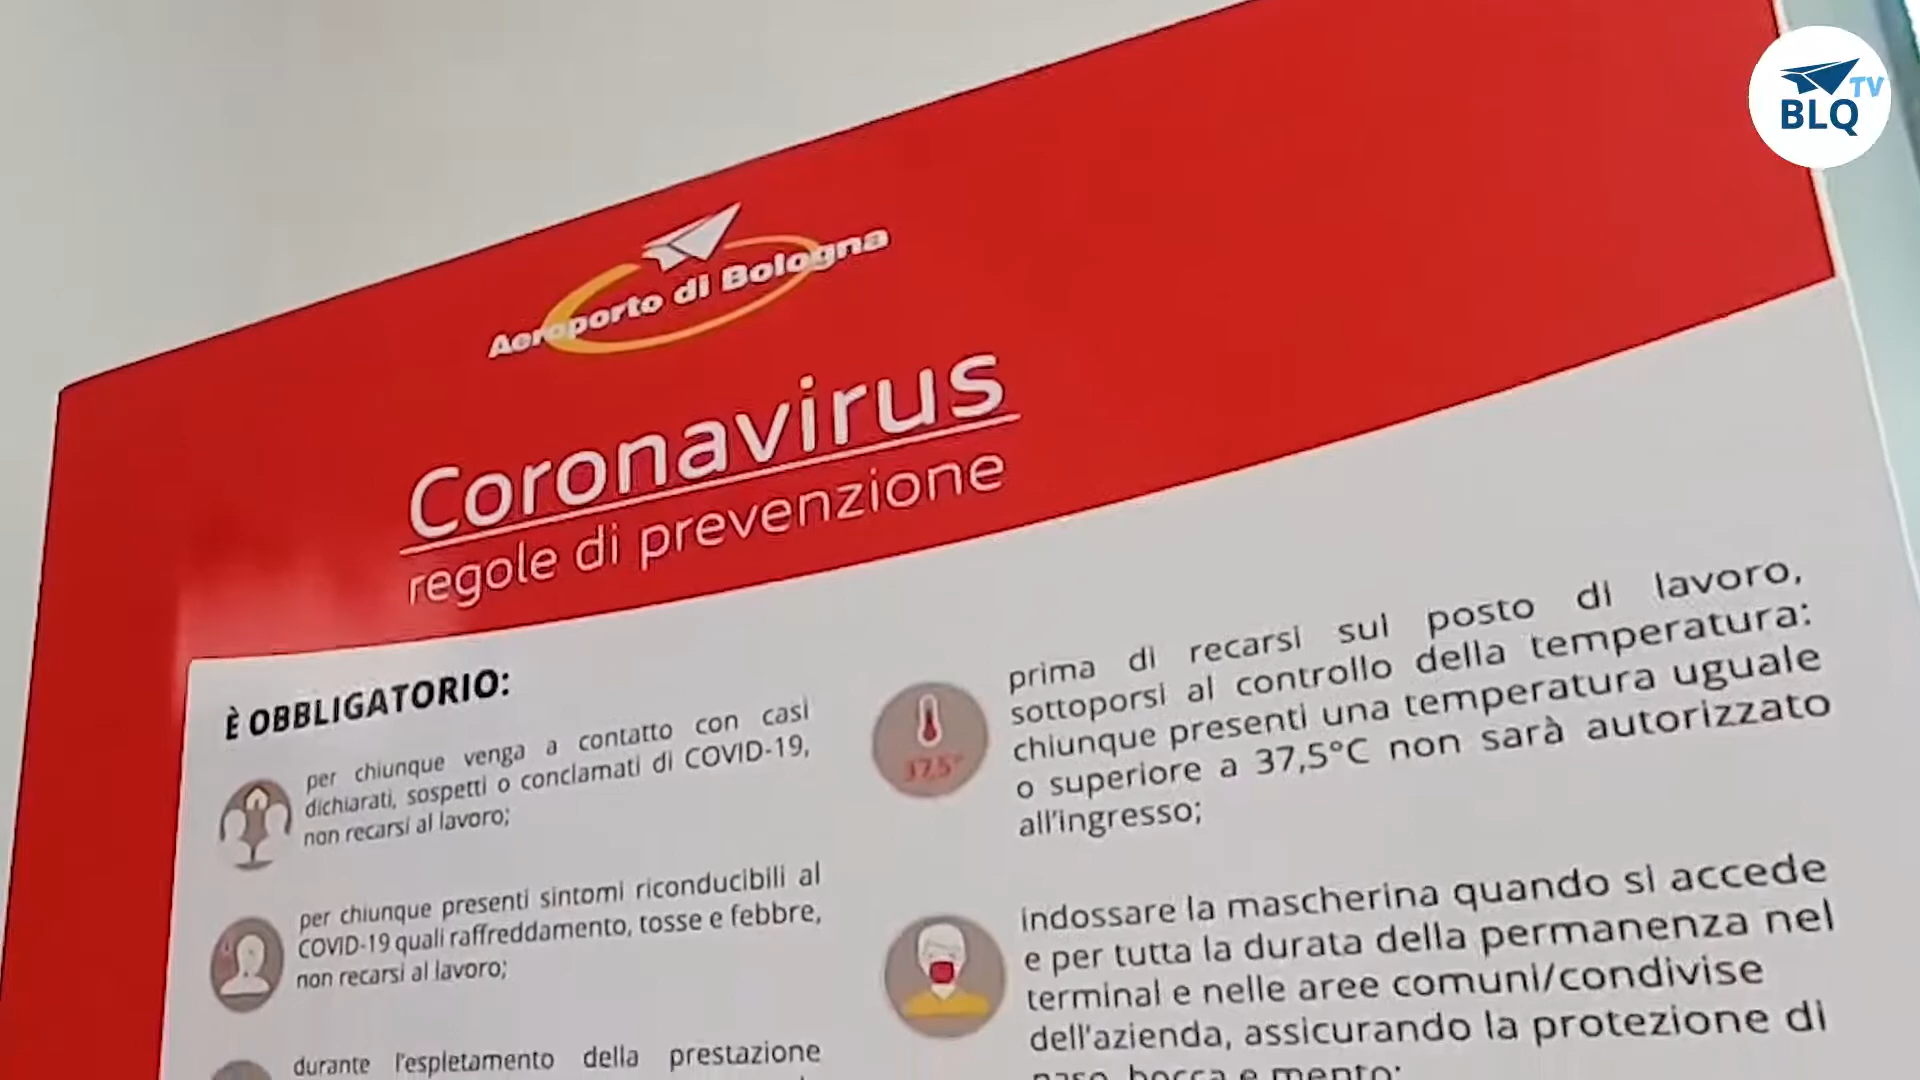 TV
BLQ
Aeroporto di Bologna
Coronavirus
regole di prevenzione
È OBBLIGATORIO:
per chiunque venga a contatto con casi
dichiarati, sospetti o conclamati di COVID-19,
non recarsi al lavoro;
per chiunque presenti sintomi riconducibili al
COVID-19 quali raffreddamento, tosse e febbre,
non recarsi al lavoro;
durante l'espletamento della prestazione
prima di recarsi sul posto di lavoro,
sottoporsi al controllo della temperatura:
chiunque presenti una temperatura uguale
o superiore a 37,5°C non sarà autorizzato
all'ingresso;
37,5°
indossare la mascherina quando si accede
e per tutta la durata della permanenza nel
terminal e nelle aree comuni/condivise
dell'azienda, assicurando la protezione di
naso, bocca e mento;